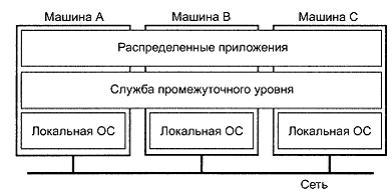 Машина A Машина B Машина C
Распределенные приложения
Служба промежуточного уровня
Локальная ОС Локальная ОС Локальная ОС
Сеть